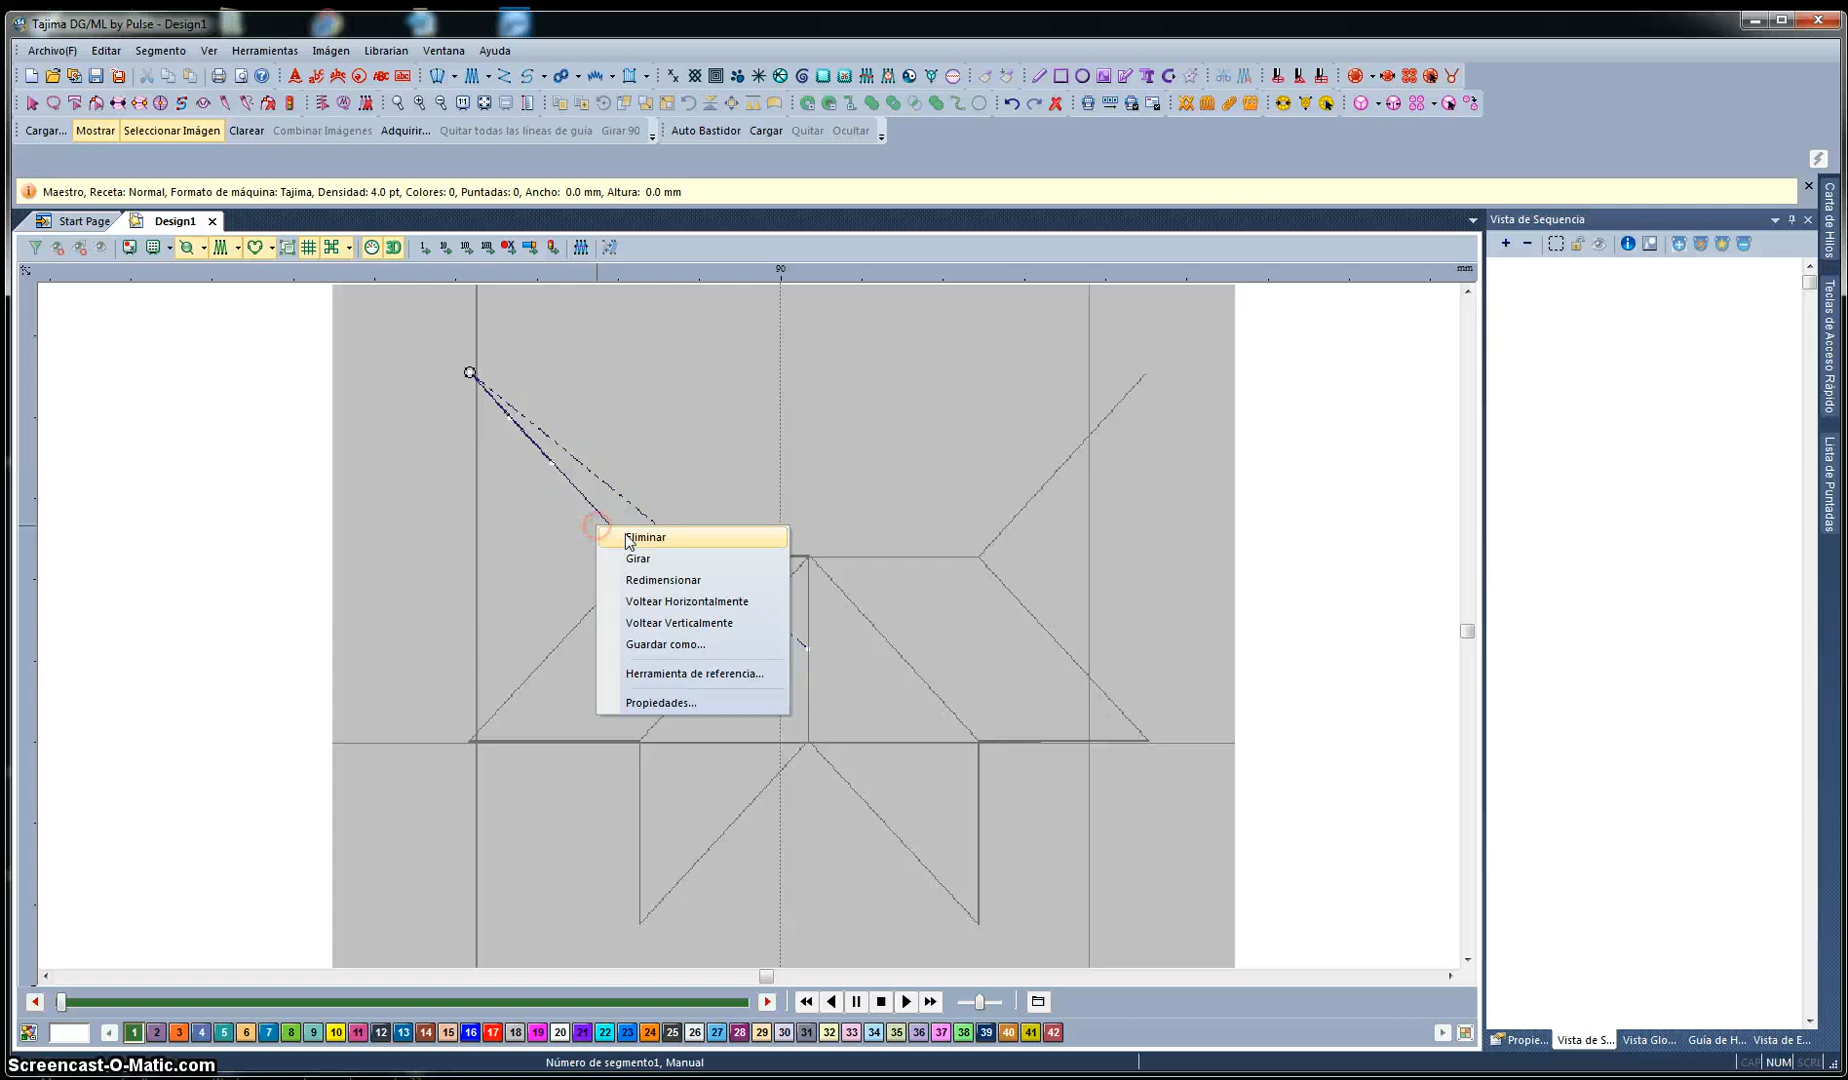 Tajima DG/ML by Pulse - Design1
Archivo(F) Editar Segmento Ver Herramientas Imágen Librarian Ventana Ayuda
Cargar... Mostrar Seleccionar Imágen Clarear Combinar Imágenes Adquirir... Quitar todas las líneas de guia Girar 90 Auto Bastidor Cargar Quitar Ocultar
Maestro, Receta: Normal, Formato de máquina: Tajima, Densidad: 4.0 pt, Colores: 0, Puntadas: 0, Ancho: 0.0 mm, Altura: 0.0 mm
Start Page Design1
Vista de Sequencia
90 mm
Carta de Hilos
Teclas de Acceso Rápido
Lista de Puntadas
Eliminar
Girar
Redimensionar
Voltear Horizontalmente
Voltear Verticalmente
Guardar como...
Herramienta de referencia...
Propiedades...
1 2 3 4 5 6 7 8 9 10 11 12 13 14 15 16 17 18 19 20 21 22 23 24 25 26 27 28 29 30 31 32 33 34 35 36 37 38 39 40 41 42
Propie... Vista de S... Vista Glo... Guía de H... Vista de E...
Screencast-O-Matic.com
Número de segmento1, Manual
CAP NUM SCRL